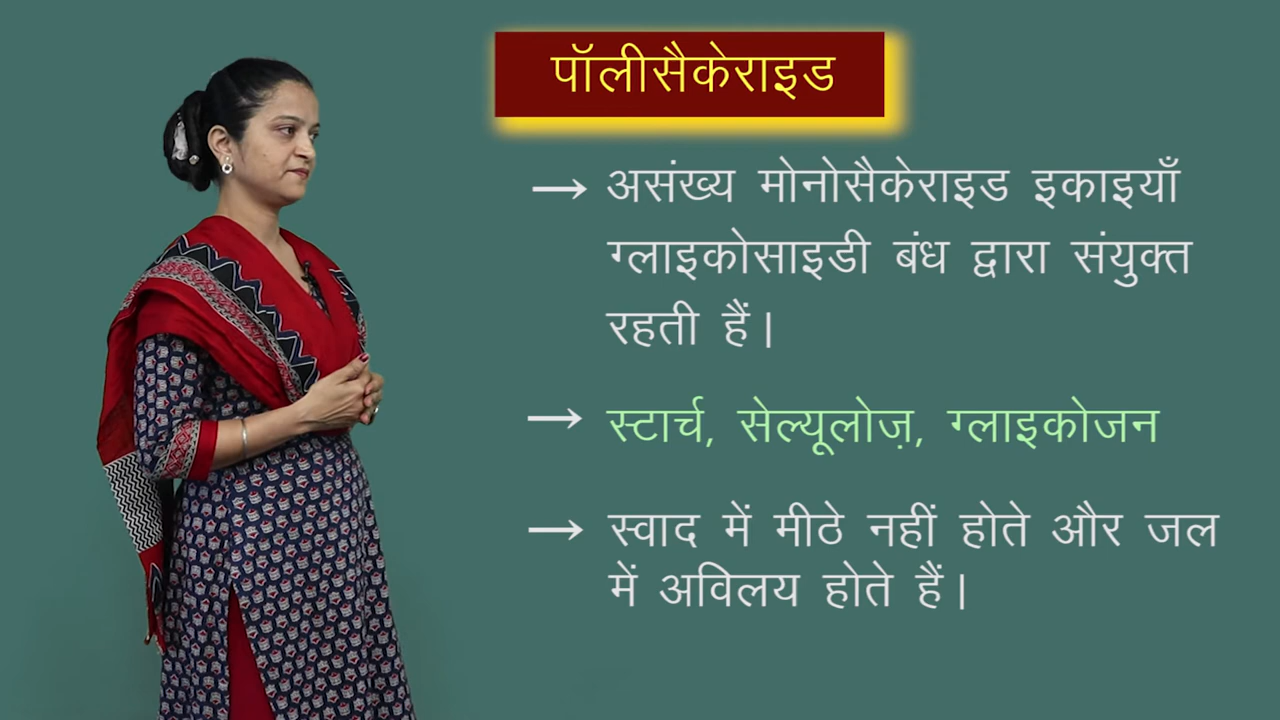 पॉलीसैकेराइड
→ असंख्य मोनोसैकेराइड इकाइयाँ
ग्लाइकोसाइडी बंध द्वारा संयुक्त
रहती हैं।
→ स्टार्च, सेल्यूलोज़, ग्लाइकोजन
→ स्वाद में मीठे नहीं होते और जल
में अविलय होते हैं।